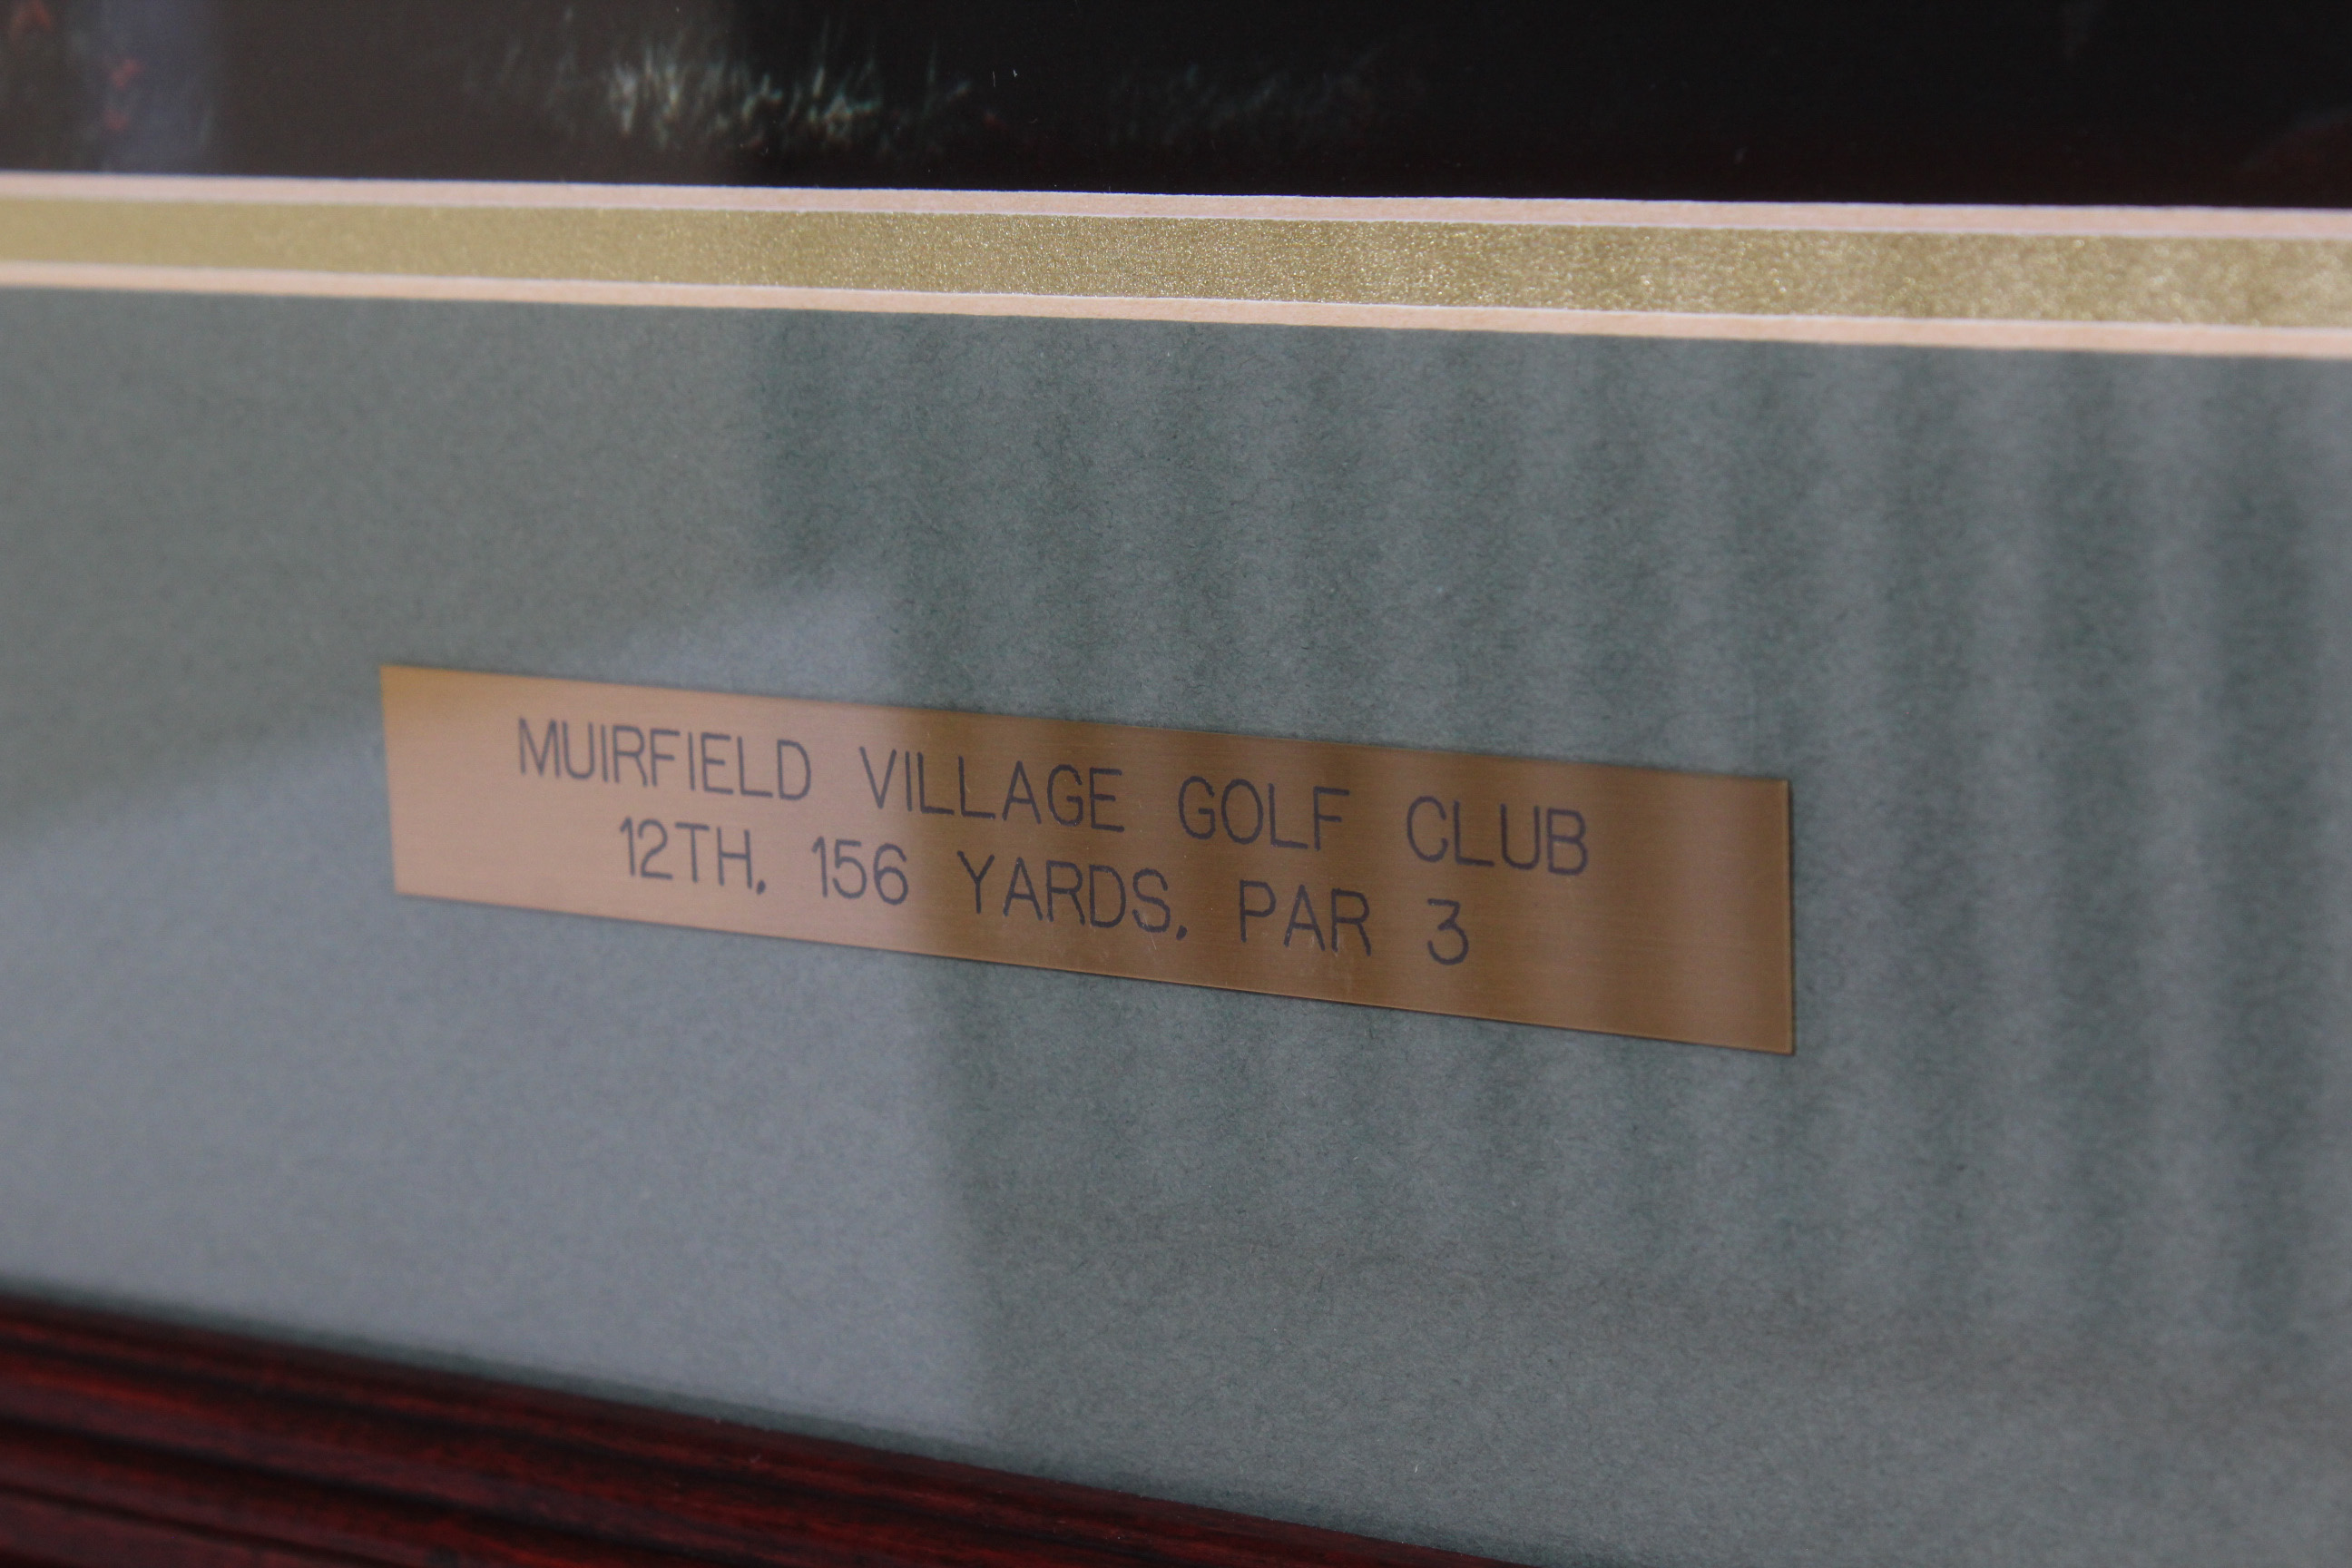 MUIRFIELD VILLAGE GOLF CLUB
12TH, 156 YARDS, PAR 3